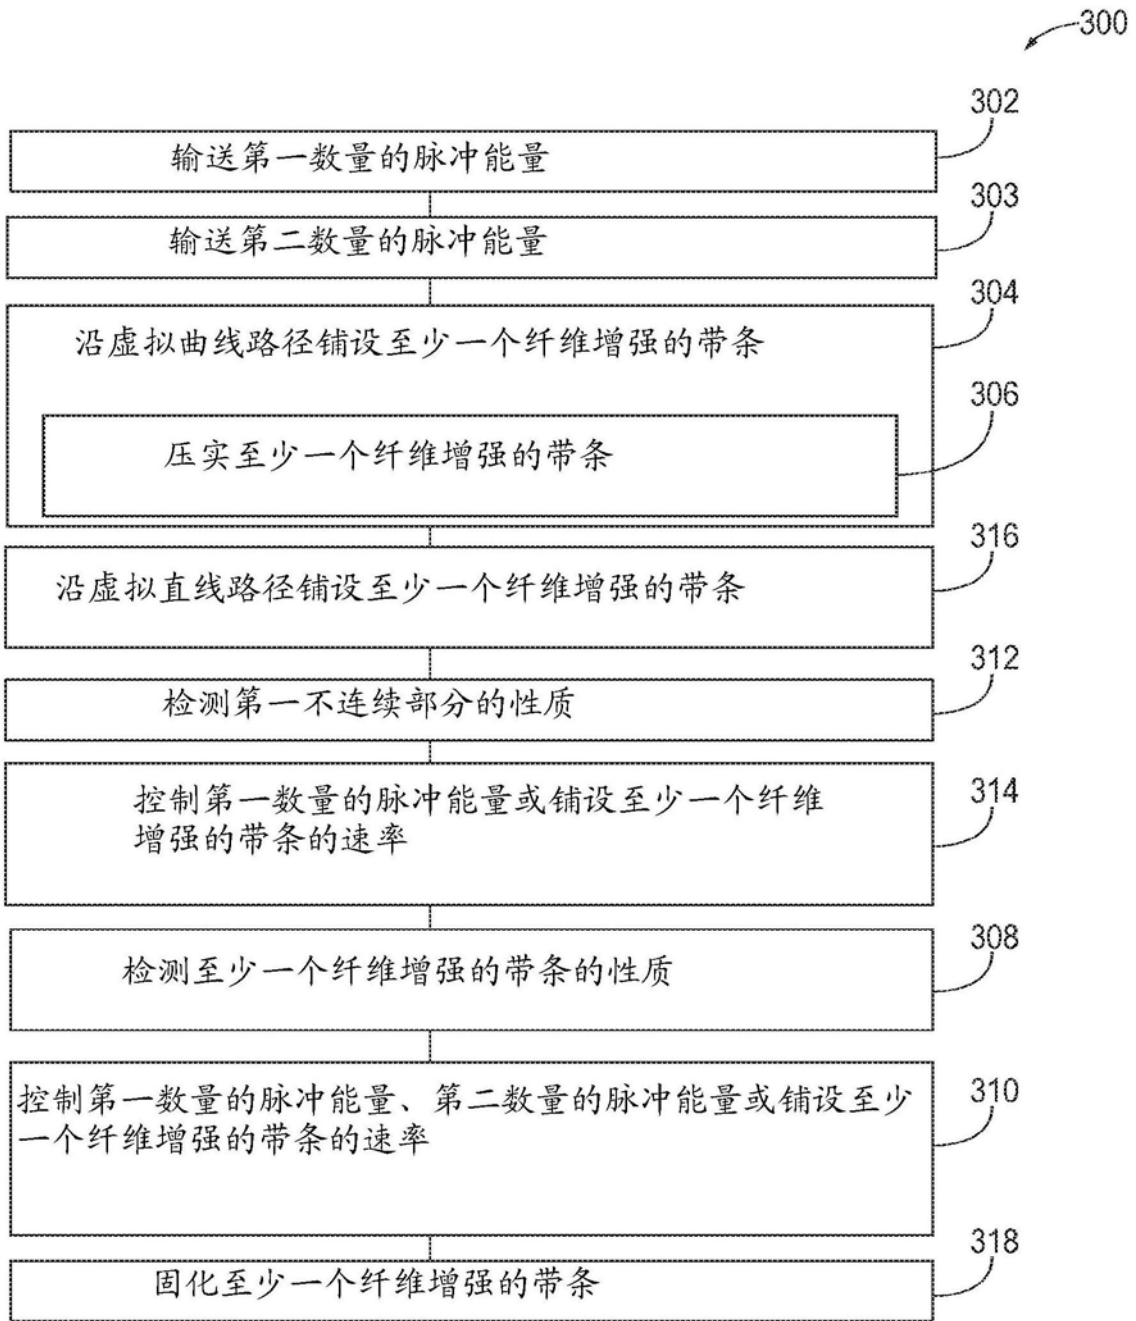 300
302
输送第一数量的脉冲能量
303
输送第二数量的脉冲能量
304
沿虚拟曲线路径铺设至少一个纤维增强的带条
306
压实至少一个纤维增强的带条
316
沿虚拟直线路径铺设至少一个纤维增强的带条
312
检测第一不连续部分的性质
314
控制第一数量的脉冲能量或铺设至少一个纤维
增强的带条的速率
308
检测至少一个纤维增强的带条的性质
310
控制第一数量的脉冲能量、第二数量的脉冲能量或铺设至少
一个纤维增强的带条的速率
318
固化至少一个纤维增强的带条